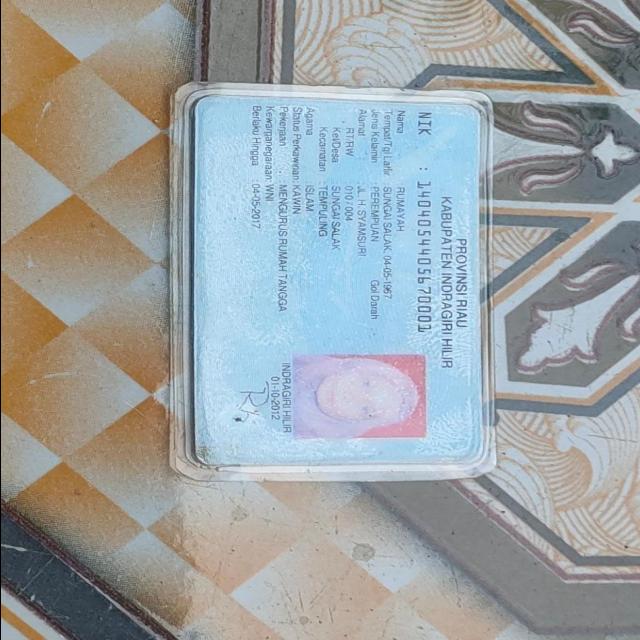 PROVINSI RIAU
KABUPATEN INDRAGIRI HILIR
NIK : 1404054405670001
Nama : RUMAYAH
Tempat/Tgl Lahir : SUNGAI SALAK, 04-05-1967
Jenis Kelamin : PEREMPUAN Gol Darah : -
Alamat : JL. H. SYAMSURI
RT/RW : 010/004
Kel/Desa : SUNGAI SALAK
Kecamatan : TEMPULING
Agama : ISLAM
Status Perkawinan : KAWIN
Pekerjaan : MENGURUS RUMAH TANGGA
Kewarganegaraan : WNI
Berlaku Hingga : 04-05-2017
INDRAGIRI HILIR
01-10-2012